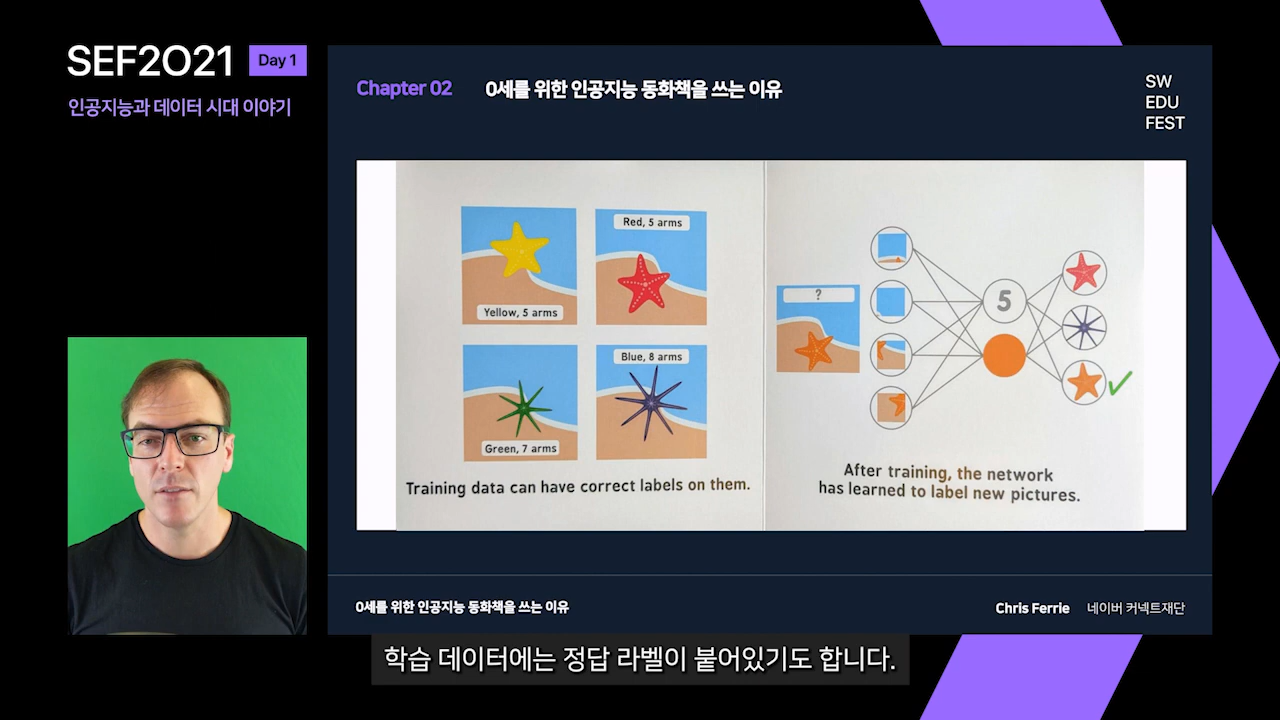 SEF2021 Day 1
인공지능과 데이터 시대 이야기
Chapter 02 0세를 위한 인공지능 동화책을 쓰는 이유
SW
EDU
FEST
Yellow, 5 arms
Red, 5 arms
Green, 7 arms
Blue, 8 arms
Training data can have correct labels on them.
?
5
After training, the network
has learned to label new pictures.
0세를 위한 인공지능 동화책을 쓰는 이유
Chris Ferrie 네이버 커넥트재단
학습 데이터에는 정답 라벨이 붙어있기도 합니다.